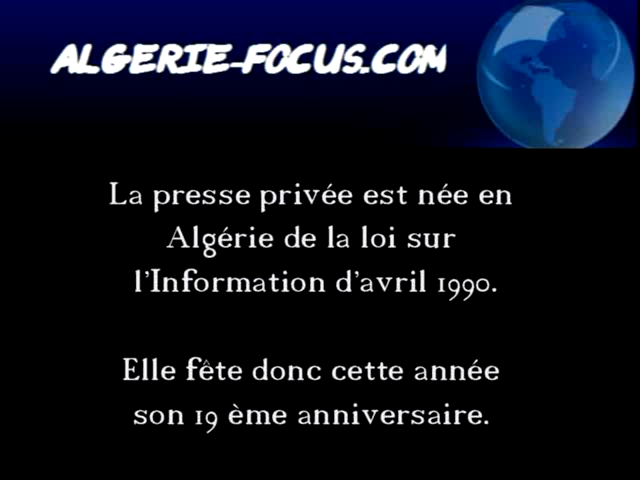 ALGERIE-FOCUS.COM
La presse privée est née en
Algérie de la loi sur
l'Information d'avril 1990.
Elle fête donc cette année
son 19 ème anniversaire.